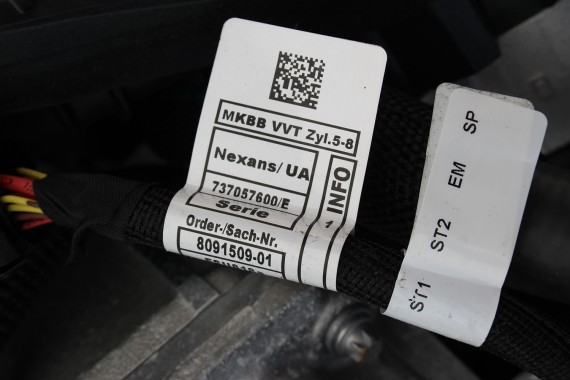 MKBB VVT Zyl.5-8
Nexans/ UA
737057600/E
Serie
INFO
1
Order-/Sach-Nr.
8091509-01
ST1 ST2 EM SP